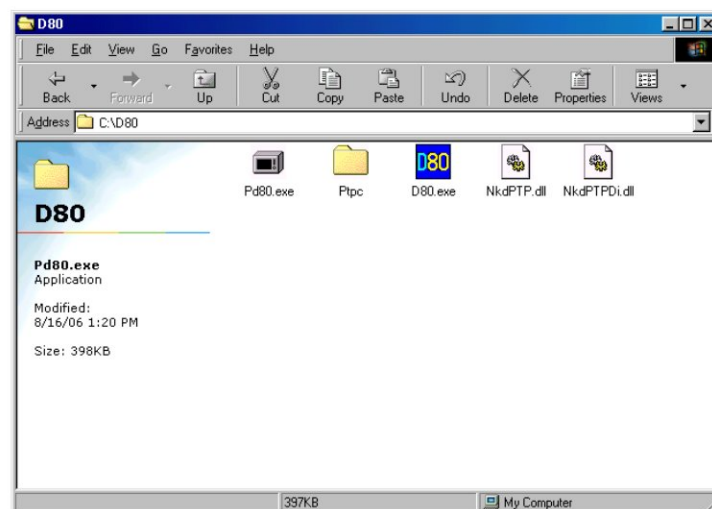 D80
File Edit View Go Favorites Help
Back Forward Up Cut Copy Paste Undo Delete Properties Views
Address C:\D80
D80
Pd80.exe
Application
Modified:
8/16/06 1:20 PM
Size: 398KB
Pd80.exe Ptpc D80.exe NkdPTP.dll NkdPTPDi.dll
D80
397KB My Computer